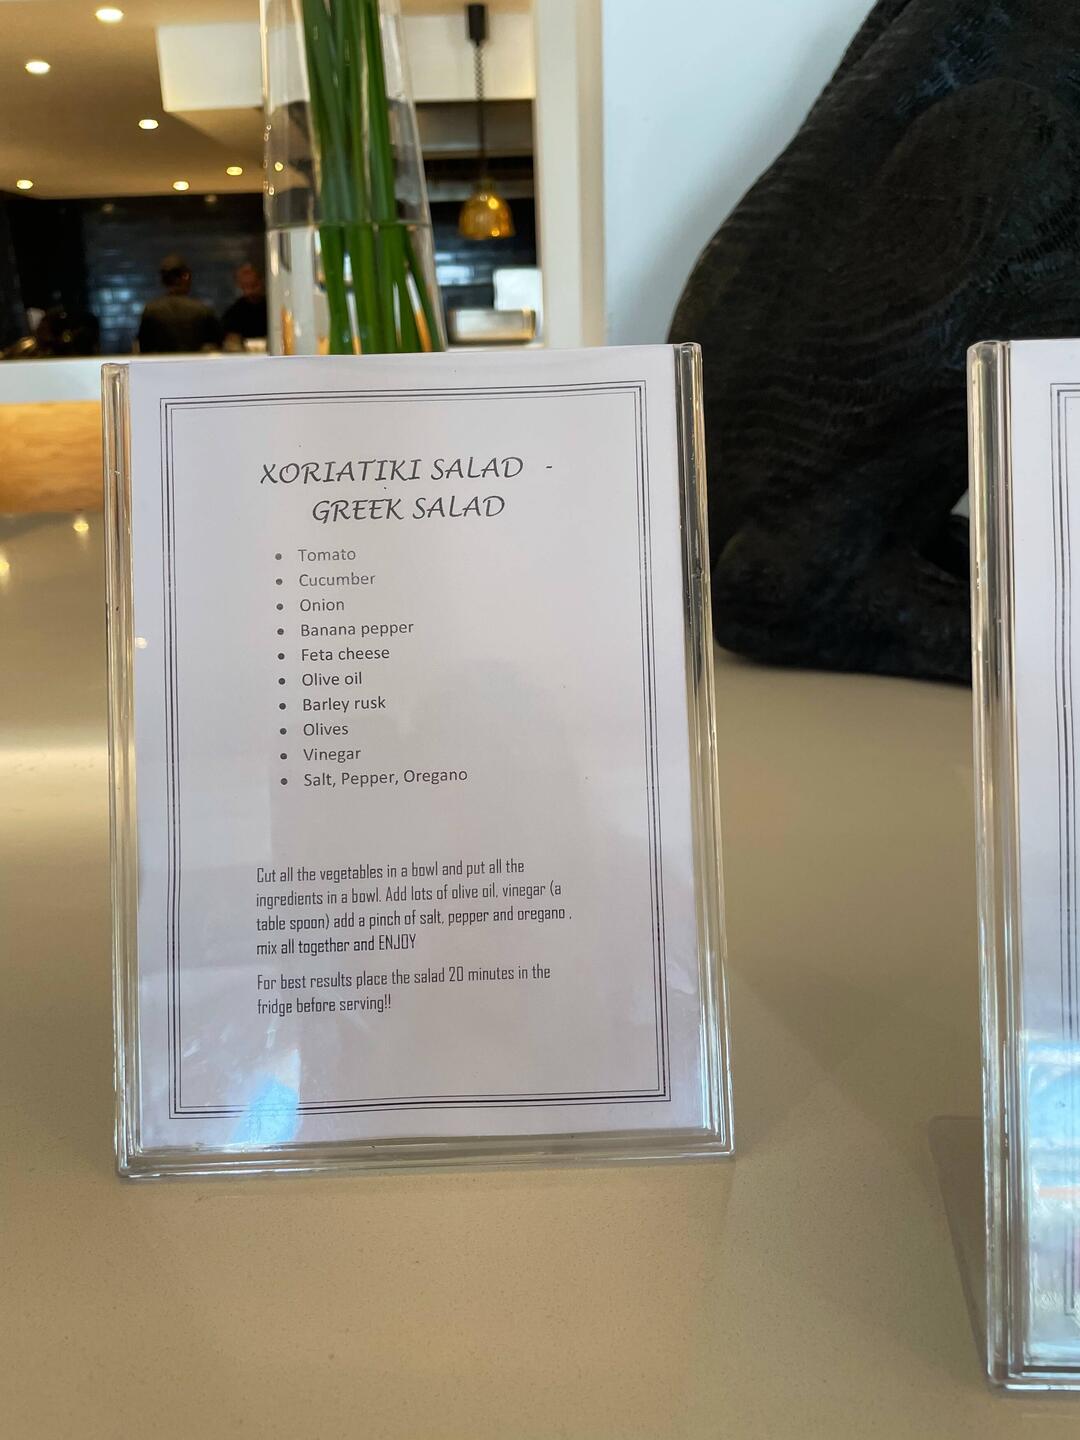 XORIATIKI SALAD -
GREEK SALAD
• Tomato
• Cucumber
• Onion
• Banana pepper
• Feta cheese
• Olive oil
• Barley rusk
• Olives
• Vinegar
• Salt, Pepper, Oregano
Cut all the vegetables in a bowl and put all the
ingredients in a bowl. Add lots of olive oil, vinegar (a
table spoon) add a pinch of salt, pepper and oregano ,
mix all together and ENJOY
For best results place the salad 20 minutes in the
fridge before serving!!